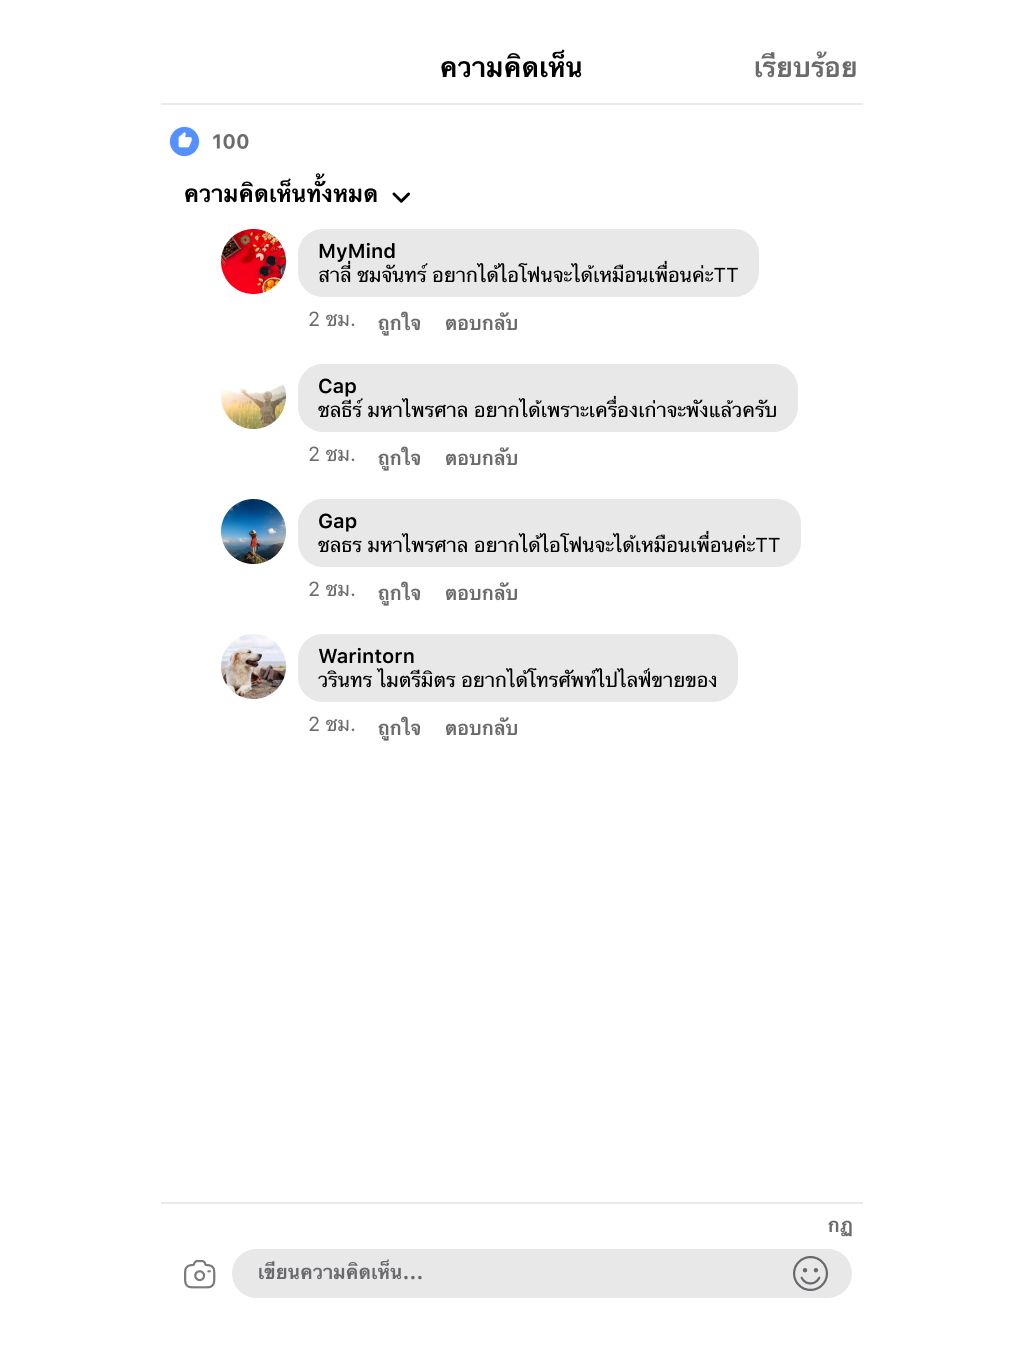 ความคิดเห็น
เรียบร้อย
100
ความคิดเห็นทั้งหมด
MyMind
สาลี่ ชมจันทร์ อยากได้ไอโฟนจะได้เหมือนเพื่อนค่ะTT
2 ชม. ถูกใจ ตอบกลับ
Cap
ชลธีร์ มหาไพรศาล อยากได้เพราะเครื่องเก่าจะพังแล้วครับ
2 ชม. ถูกใจ ตอบกลับ
Gap
ชลธร มหาไพรศาล อยากได้ไอโฟนจะได้เหมือนเพื่อนค่ะTT
2 ชม. ถูกใจ ตอบกลับ
Warintorn
วรินทร ไมตรีมิตร อยากได้โทรศัพท์ไปไลฟ์ขายของ
2 ชม. ถูกใจ ตอบกลับ
กฏ
เขียนความคิดเห็น...